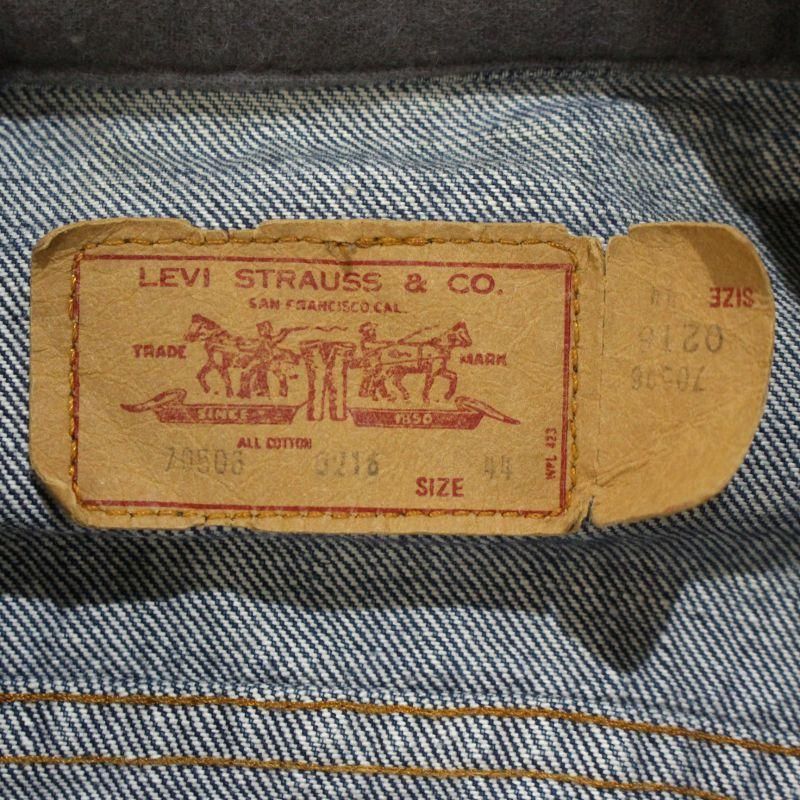 LEVI STRAUSS & CO.
SAN FRANCISCO CAL.
TRADE MARK
SINCE 1850
ALL COTTON
WPL 423
70506 0216 SIZE 44
SIZE 44
0216
70506